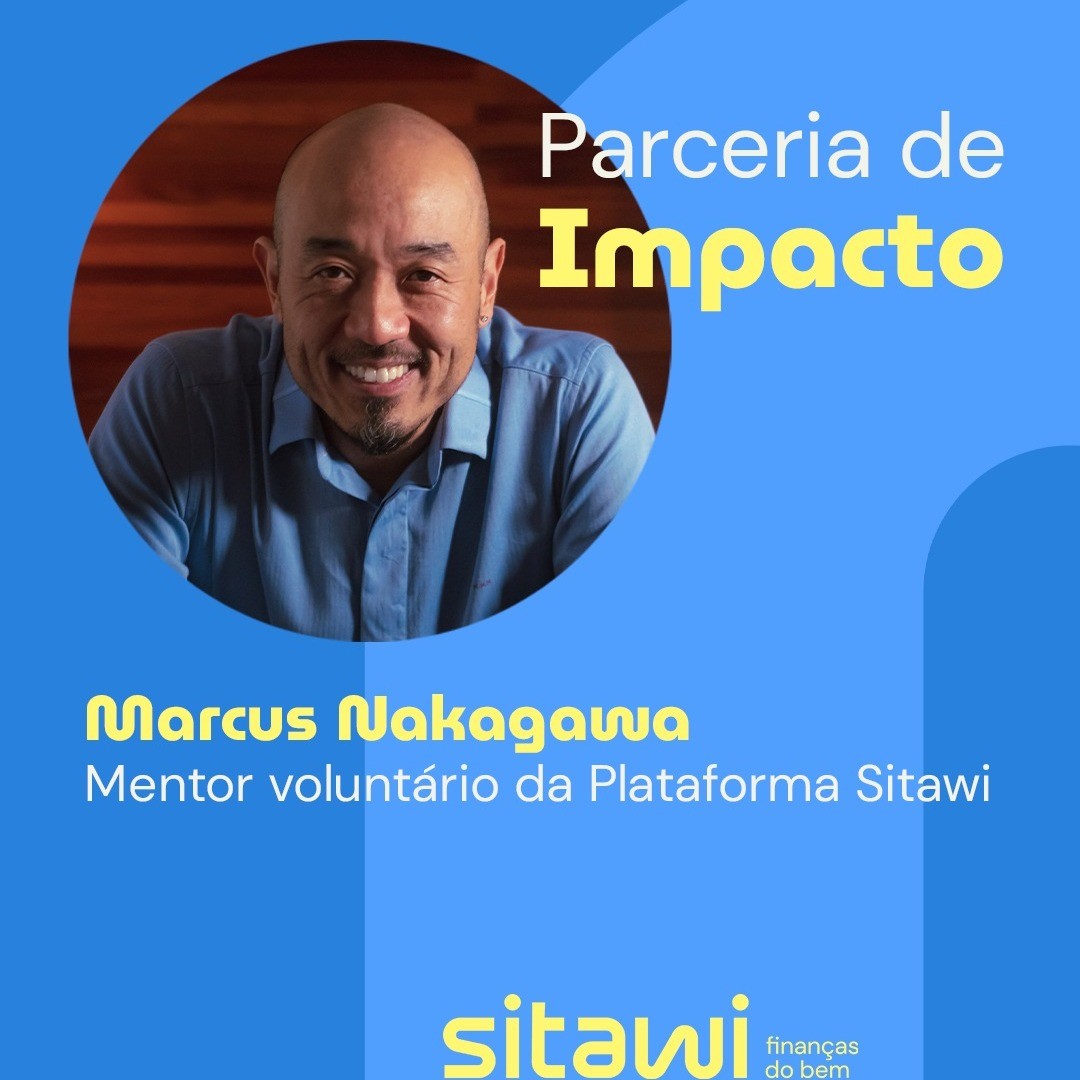 Parceria de
Impacto
Marcus Nakagawa
Mentor voluntário da Plataforma Sitawi
sitawi
finanças
do bem